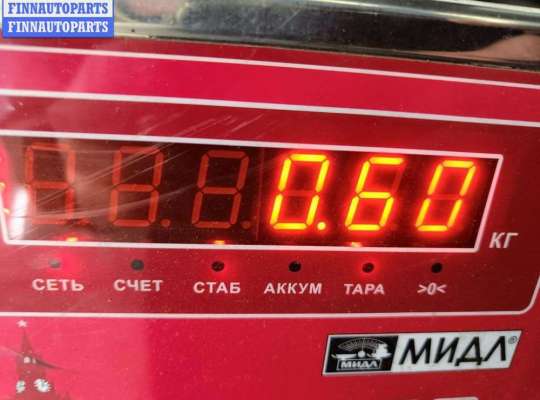 FINNAUTOPARTS
FINNAUTOPARTS
0.60 КГ
СЕТЬ СЧЕТ СТАБ АККУМ ТАРА >0<
МИДЛ МИДЛ®